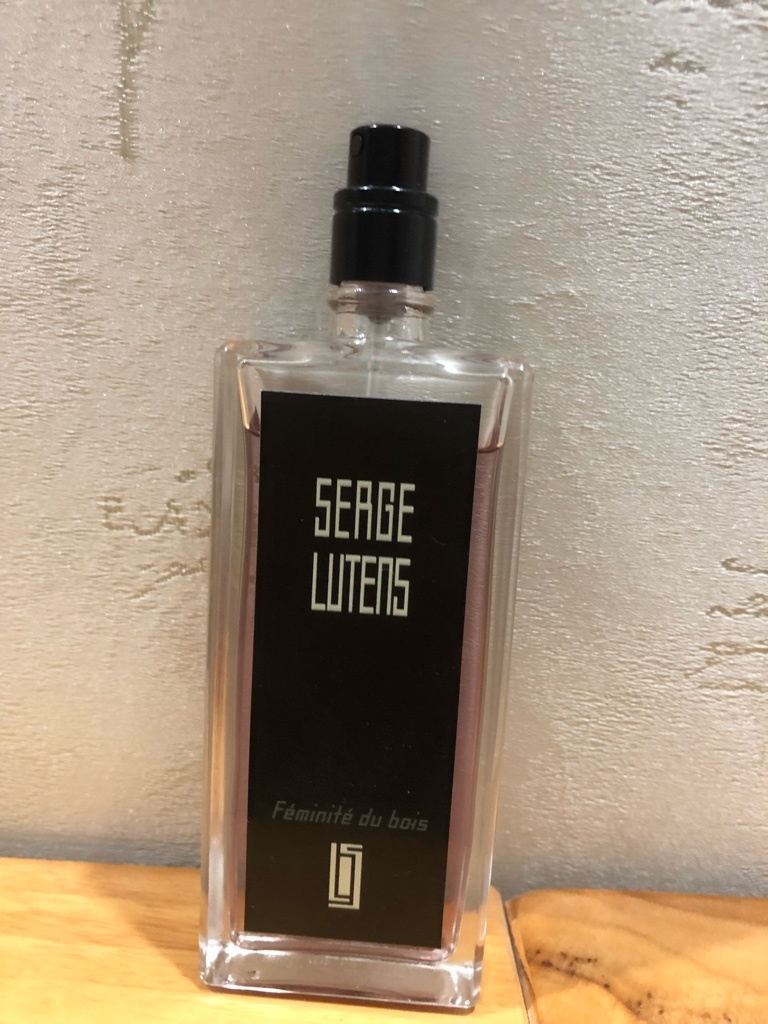 SERGE
LUTENS
Féminité du bois